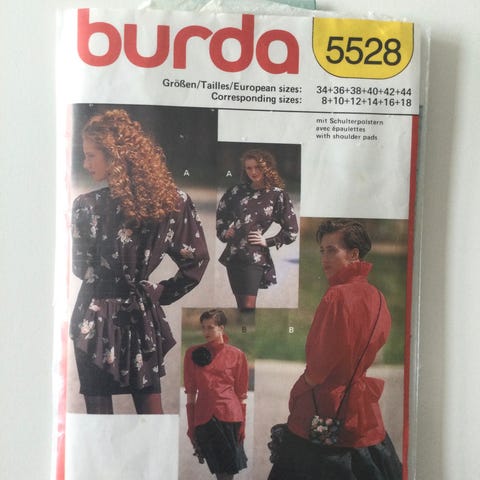 burda
5528
Größen/Tailles/European sizes: 34+36+38+40+42+44
Corresponding sizes: 8+10+12+14+16+18
mit Schulterpolstern
avec épaulettes
with shoulder pads
A
A
B
B